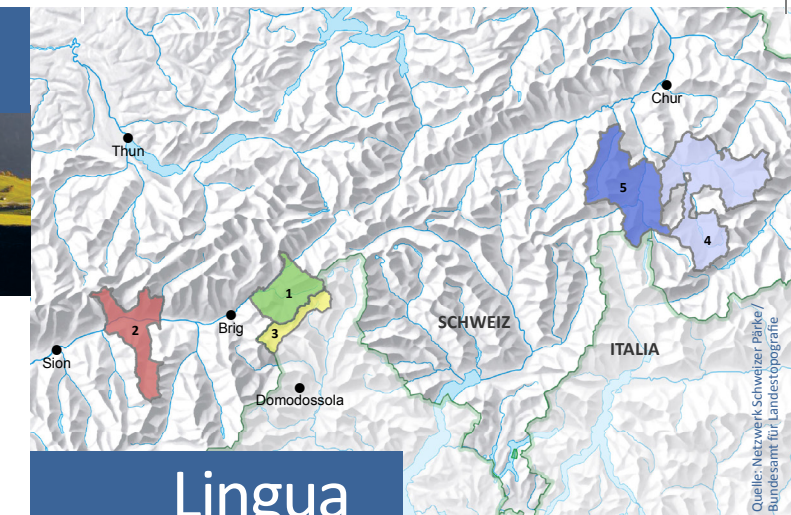 Chur
Thun
5
4
1
Brig
SCHWEIZ
2
3
ITALIA
Sion
Domodossola
Quelle: Netzwerk Schweizer Pärke /
Bundesamt für Landestopografie
Lingua